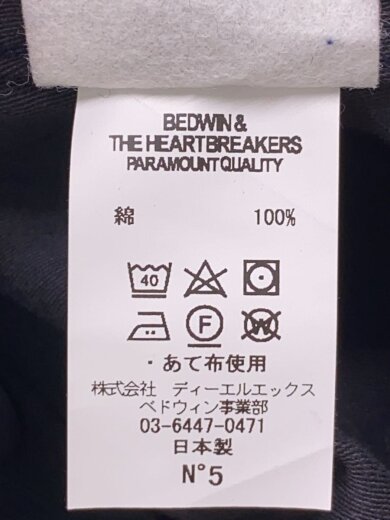 BEDWIN &
THE HEARTBREAKERS
PARAMOUNT QUALITY
綿 100%
40
F W
・あて布使用
株式会社 ディーエルエックス
ベドウィン事業部
03-6447-0471
日本製
N°5